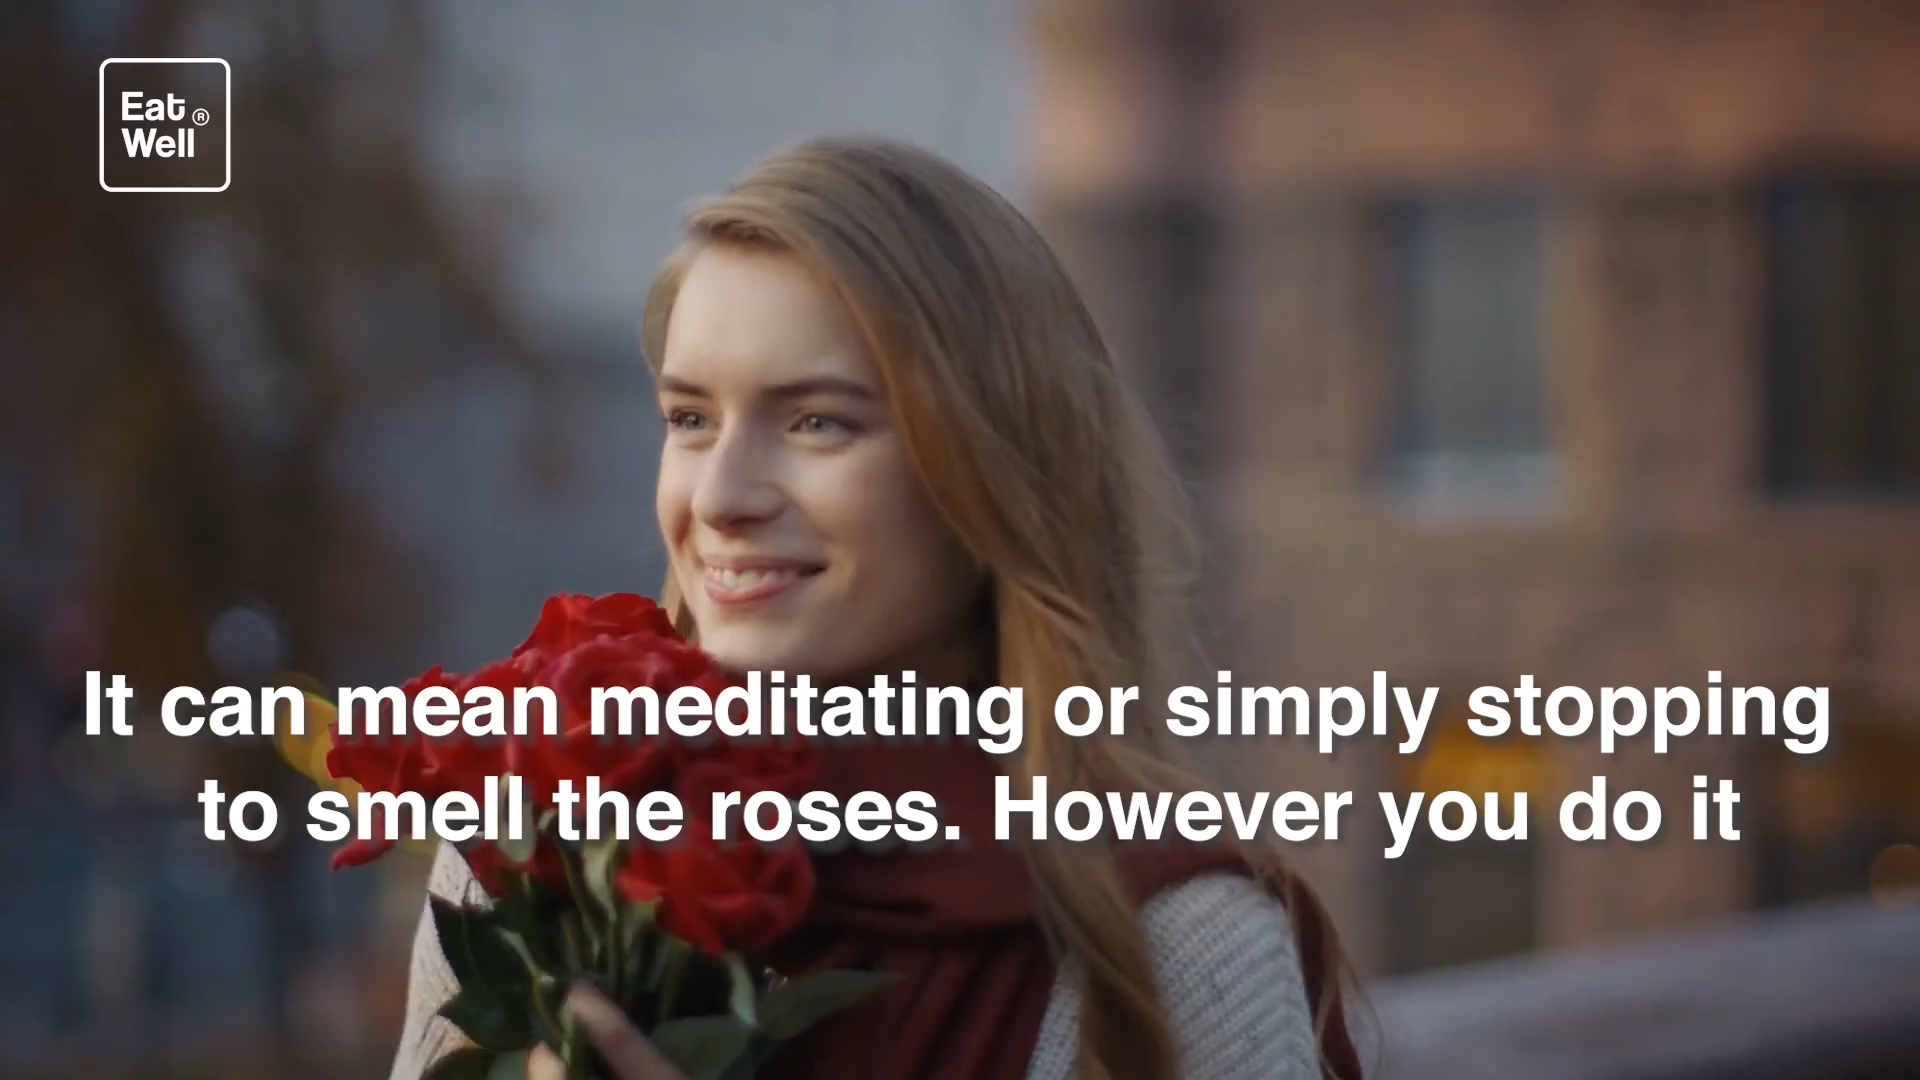 Eat ®
Well
It can mean meditating or simply stopping
to smell the roses. However you do it